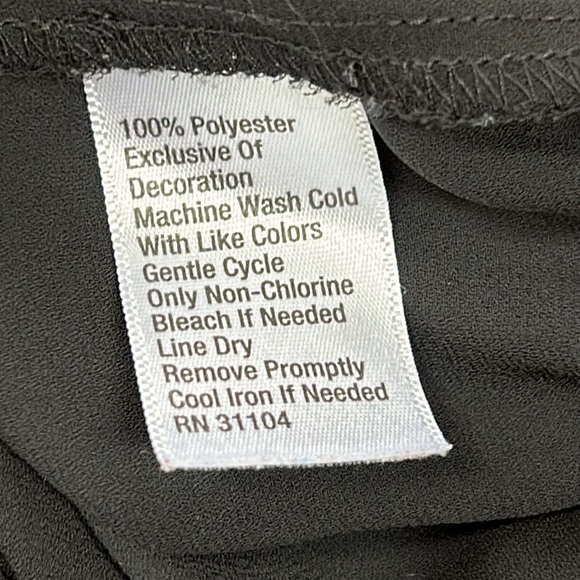 100% Polyester
Exclusive Of
Decoration
Machine Wash Cold
With Like Colors
Gentle Cycle
Only Non-Chlorine
Bleach If Needed
Line Dry
Remove Promptly
Cool Iron If Needed
RN 31104